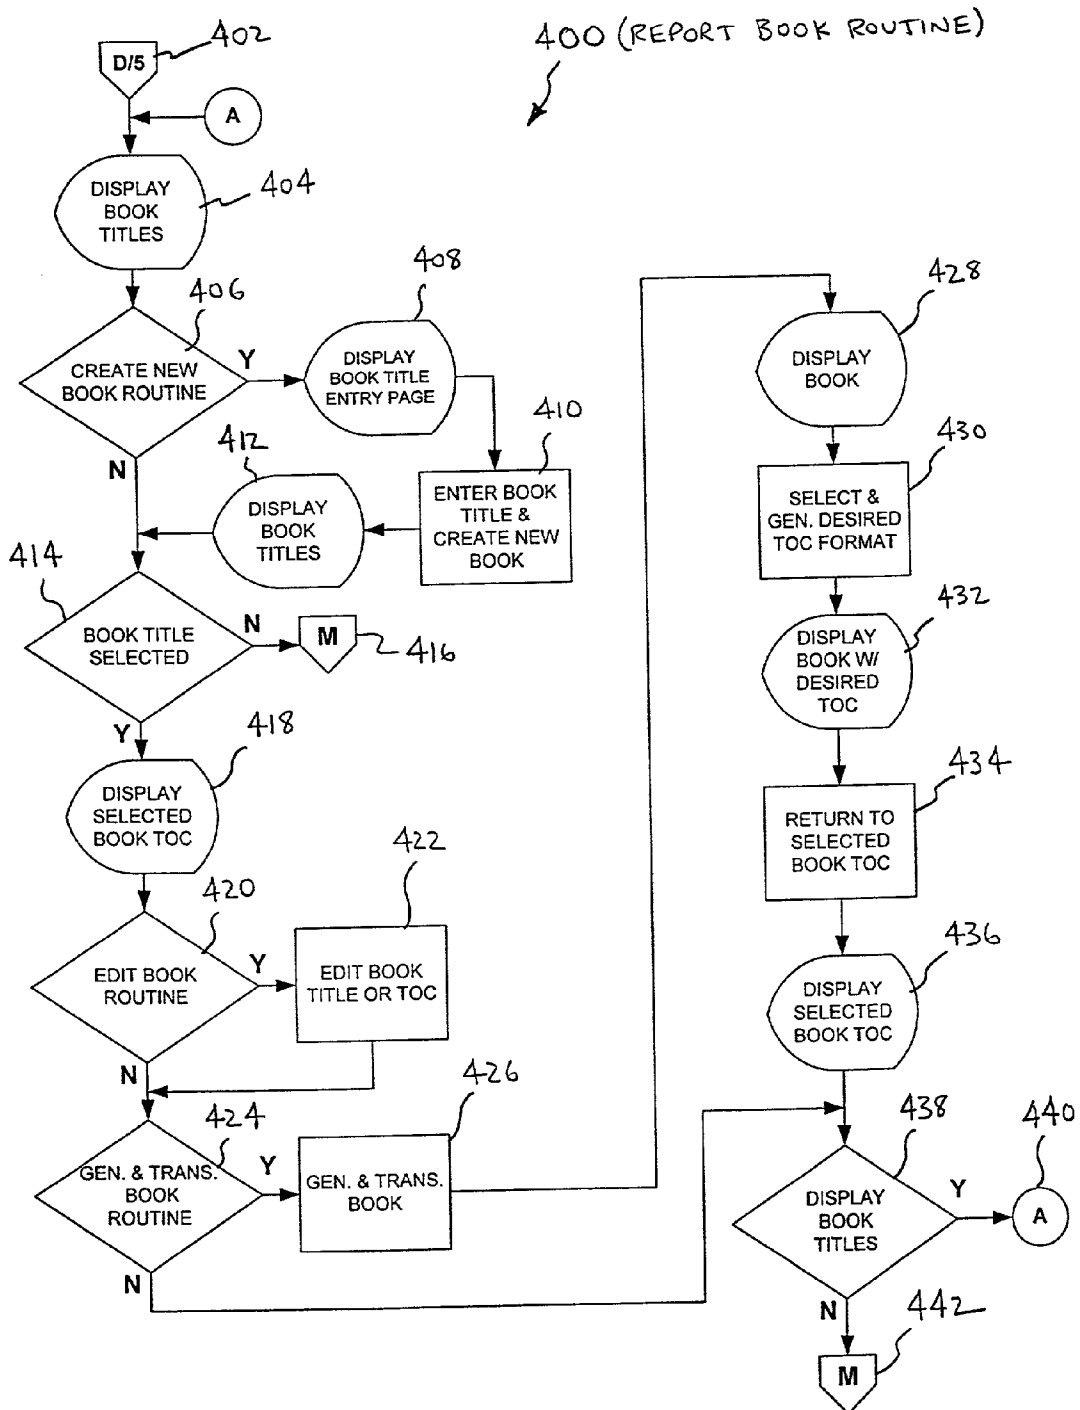 402
400 (REPORT BOOK ROUTINE)
D/5
A
DISPLAY
BOOK
TITLES
404
406
CREATE NEW
BOOK ROUTINE
Y
N
408
DISPLAY
BOOK TITLE
ENTRY PAGE
410
ENTER BOOK
TITLE &
CREATE NEW
BOOK
412
DISPLAY
BOOK
TITLES
414
BOOK TITLE
SELECTED
N
M
416
Y
418
DISPLAY
SELECTED
BOOK TOC
420
EDIT BOOK
ROUTINE
Y
N
422
EDIT BOOK
TITLE OR TOC
424
GEN. & TRANS.
BOOK
ROUTINE
Y
N
426
GEN. & TRANS.
BOOK
428
DISPLAY
BOOK
430
SELECT &
GEN. DESIRED
TOC FORMAT
432
DISPLAY
BOOK W/
DESIRED
TOC
434
RETURN TO
SELECTED
BOOK TOC
436
DISPLAY
SELECTED
BOOK TOC
438
DISPLAY
BOOK
TITLES
Y
440
A
N
442
M